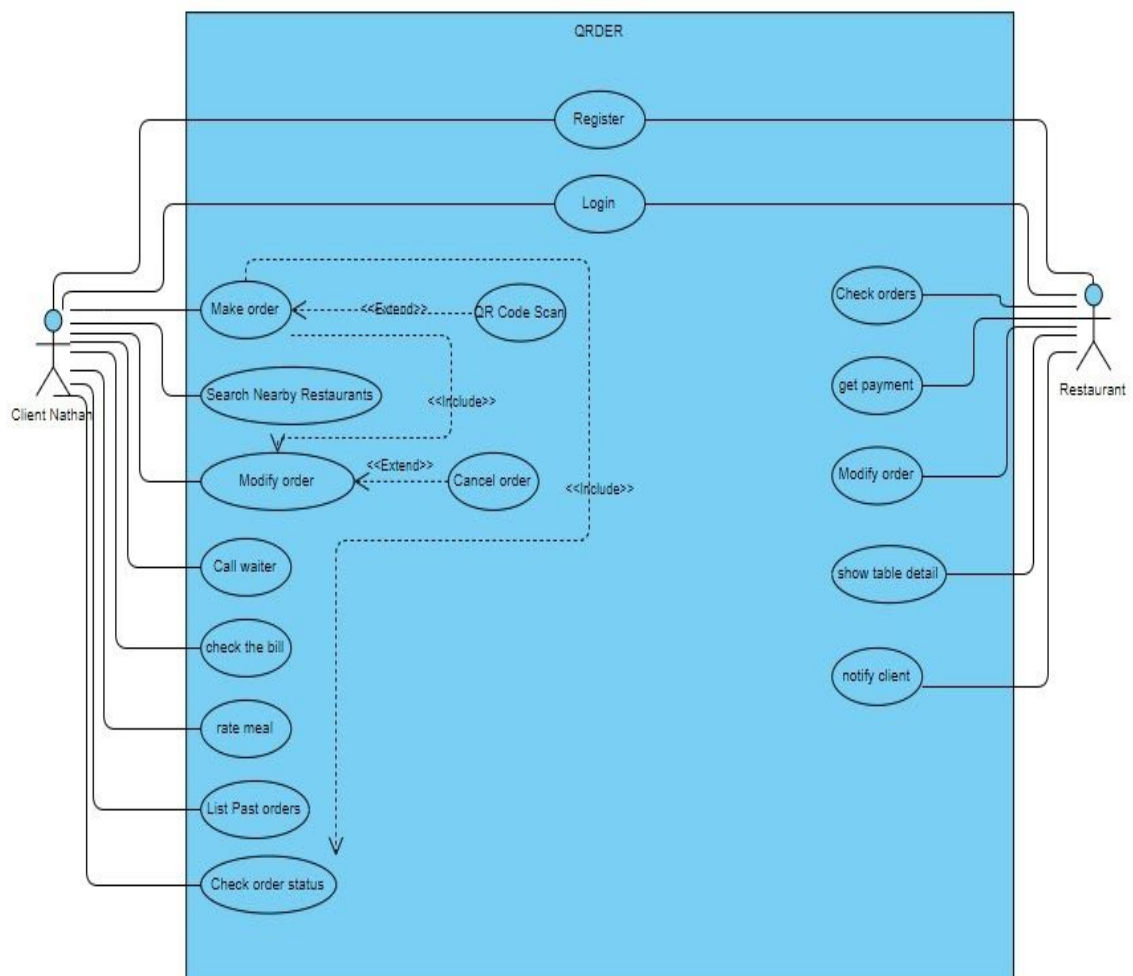 QRDER
Register
Login
Make order
<<Extend>>
QR Code Scan
Check orders
Search Nearby Restaurants
<<Include>>
get payment
Client Nathan
Restaurant
Modify order
<<Extend>>
Cancel order
<<Include>>
Modify order
Call waiter
show table detail
check the bill
notify client
rate meal
List Past orders
Check order status